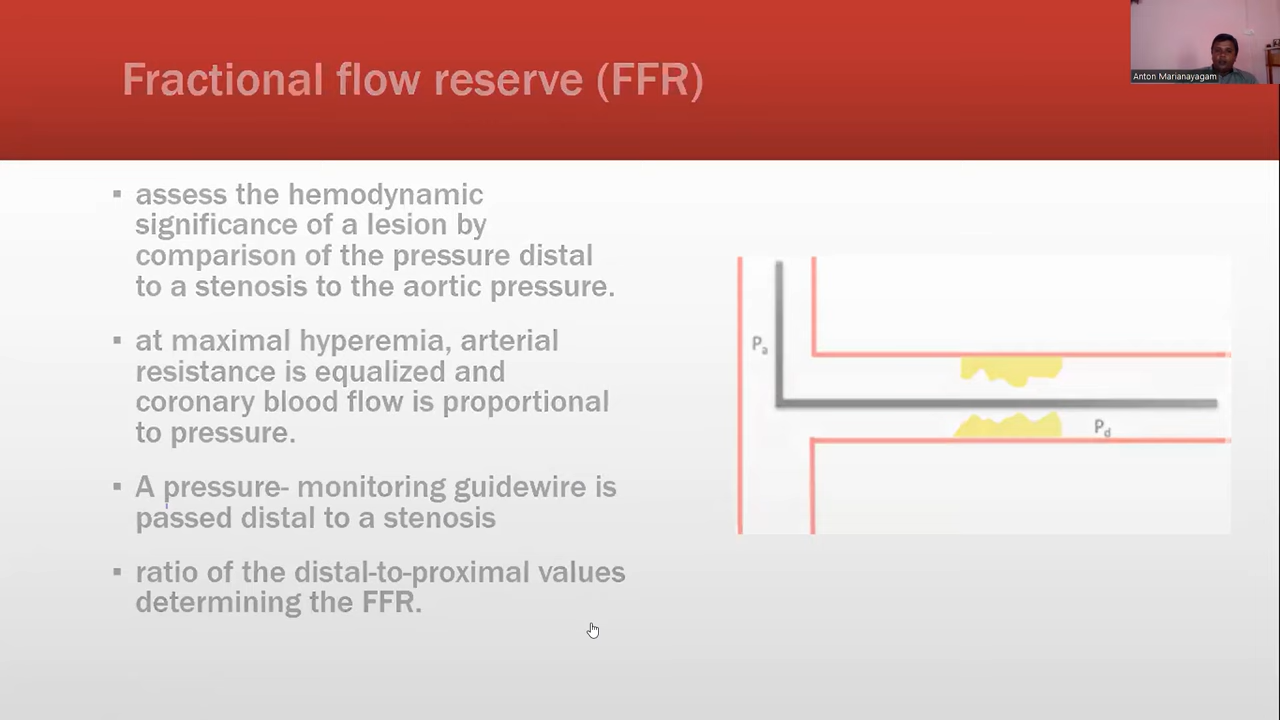 Fractional flow reserve (FFR)
Anton Marianayagam
▪ assess the hemodynamic
significance of a lesion by
comparison of the pressure distal
to a stenosis to the aortic pressure.
▪ at maximal hyperemia, arterial
resistance is equalized and
coronary blood flow is proportional
to pressure.
▪ A pressure- monitoring guidewire is
passed distal to a stenosis
▪ ratio of the distal-to-proximal values
determining the FFR.
Pa
Pd